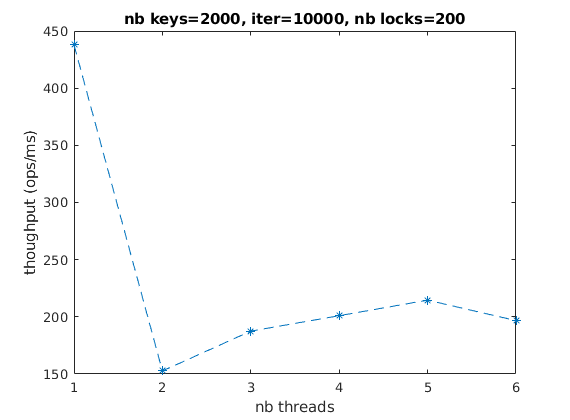 nb keys=2000, iter=10000, nb locks=200
450
400
350
300
250
200
150
thoughput (ops/ms)
1 2 3 4 5 6
nb threads